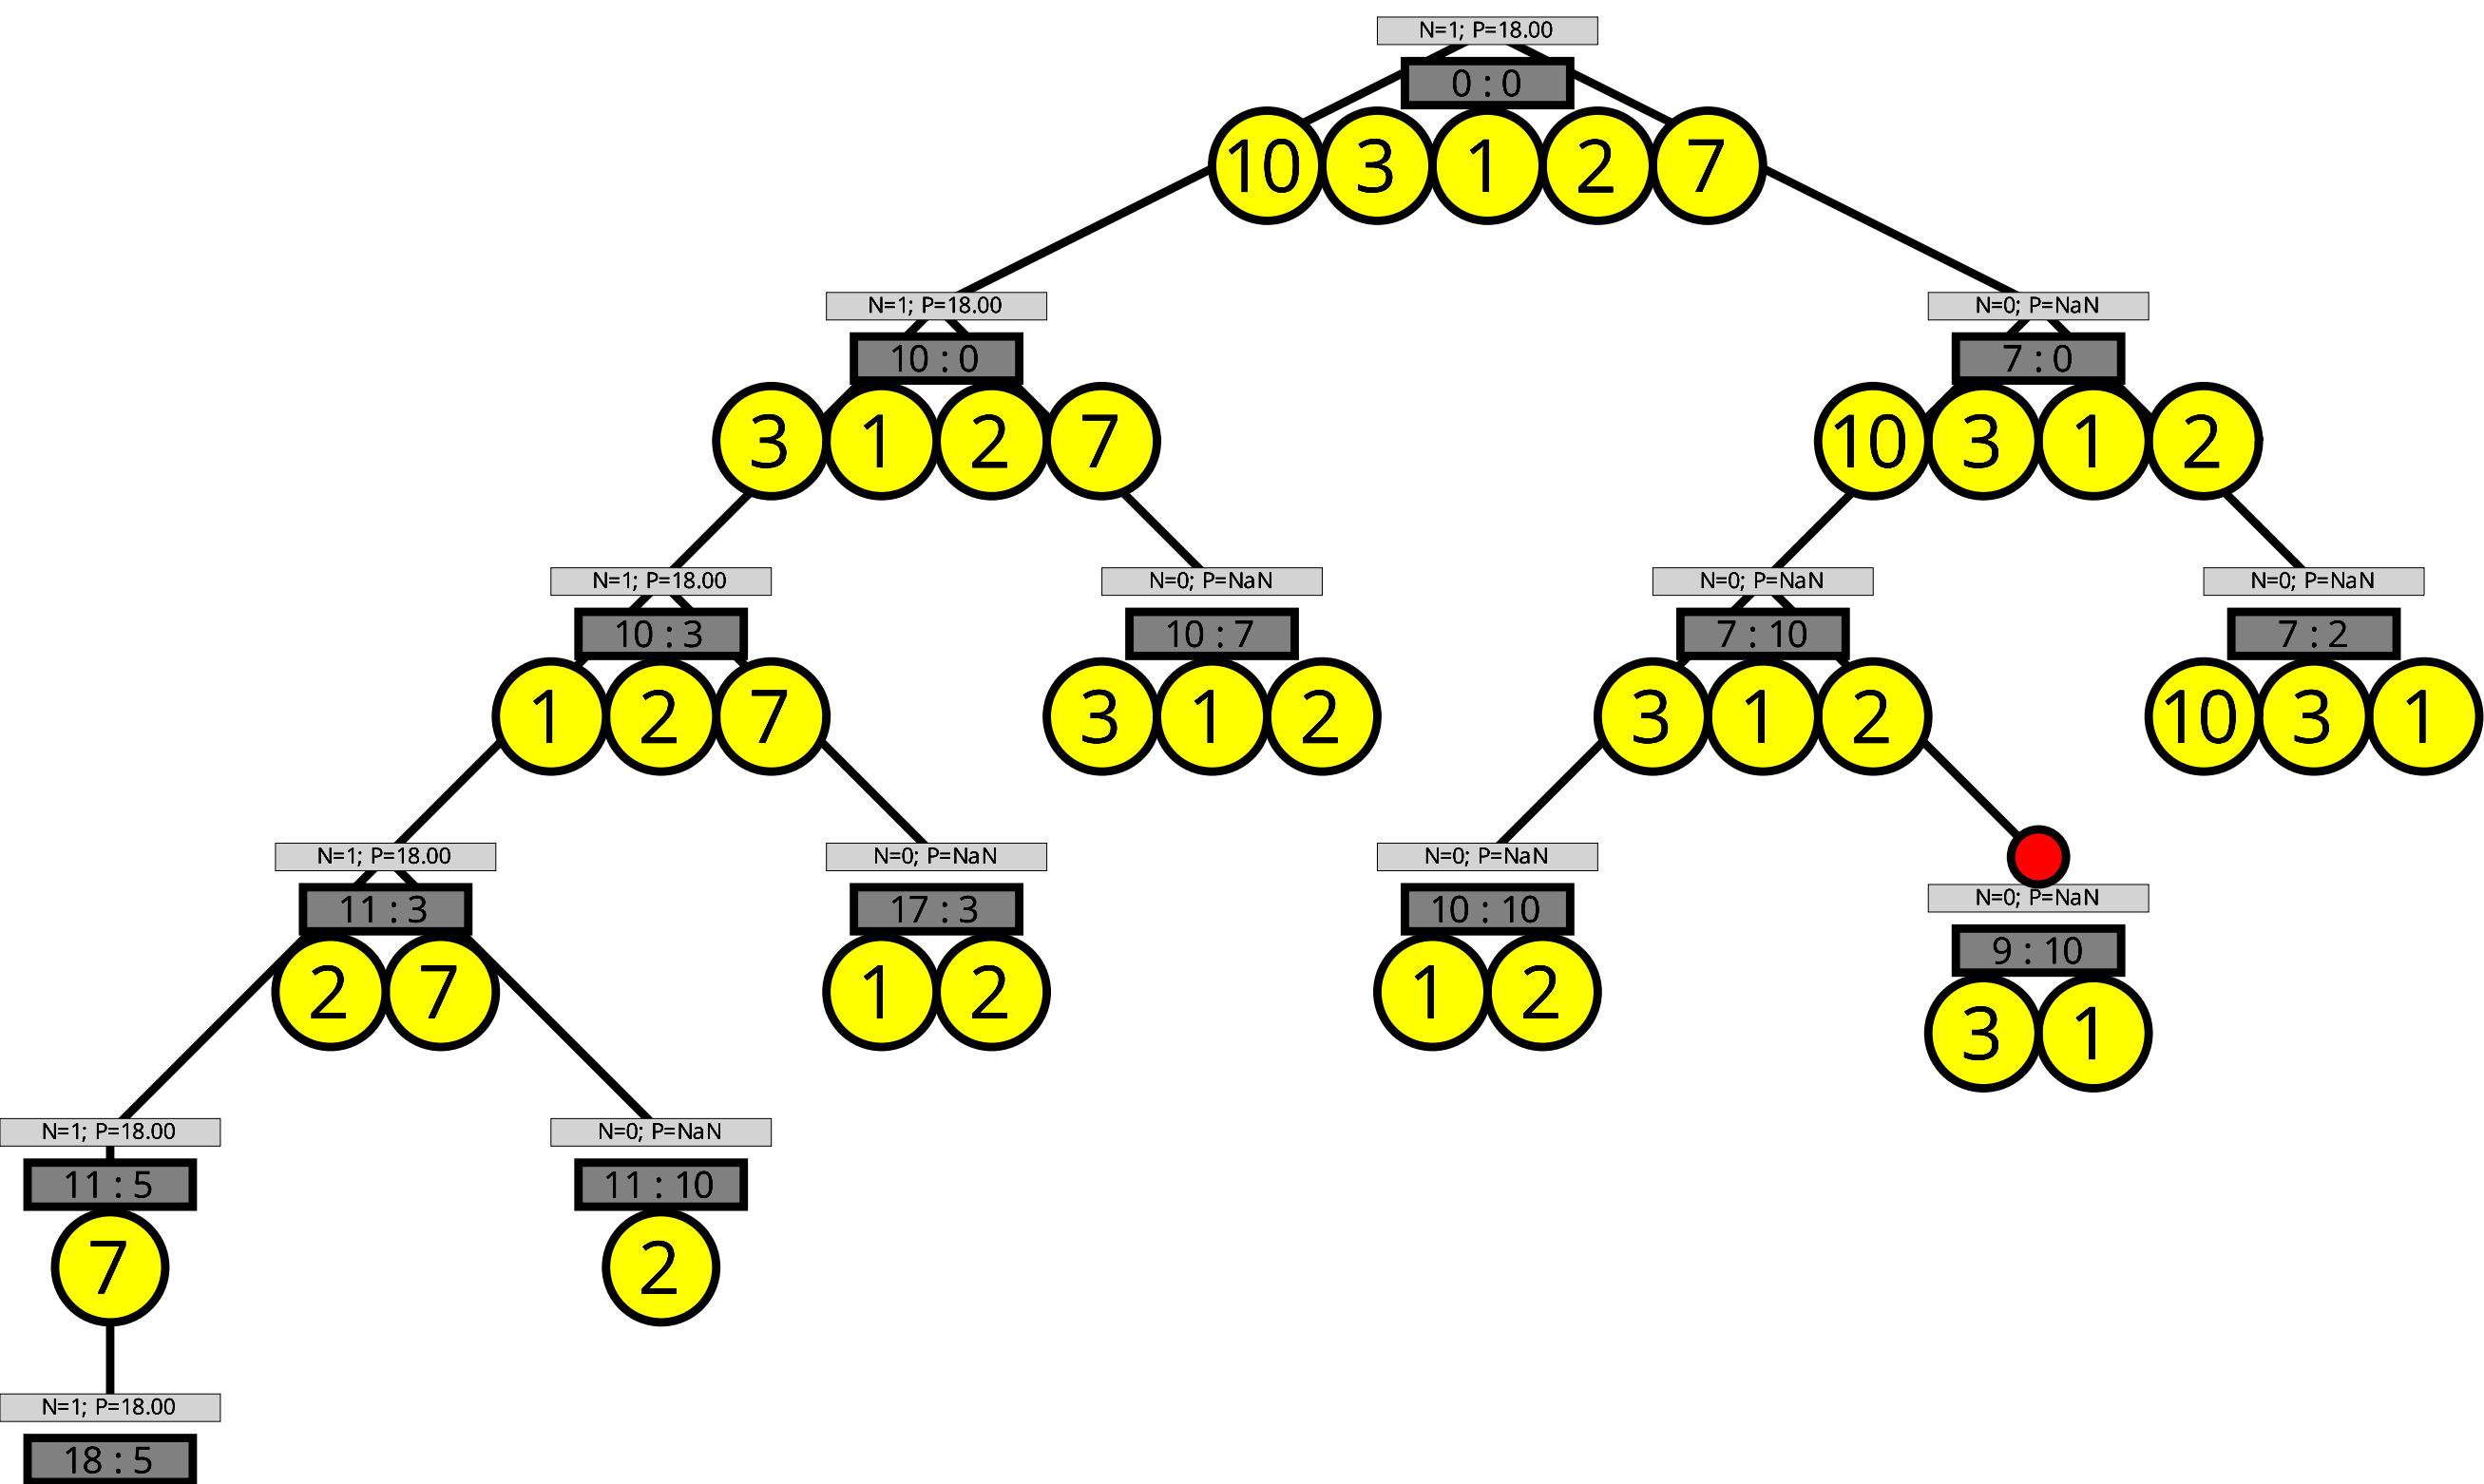 N=1; P=18.00
0 : 0
10 3 1 2 7
N=1; P=18.00
N=0; P=NaN
10 : 0
7 : 0
3 1 2 7
10 3 1 2
N=1; P=18.00
N=0; P=NaN
N=0; P=NaN
N=0; P=NaN
10 : 3
10 : 7
7 : 10
7 : 2
1 2 7
3 1 2
3 1 2
10 3 1
N=1; P=18.00
N=0; P=NaN
N=0; P=NaN
N=0; P=NaN
11 : 3
17 : 3
10 : 10
9 : 10
2 7
1 2
1 2
3 1
N=1; P=18.00
N=0; P=NaN
11 : 5
11 : 10
7
2
N=1; P=18.00
18 : 5